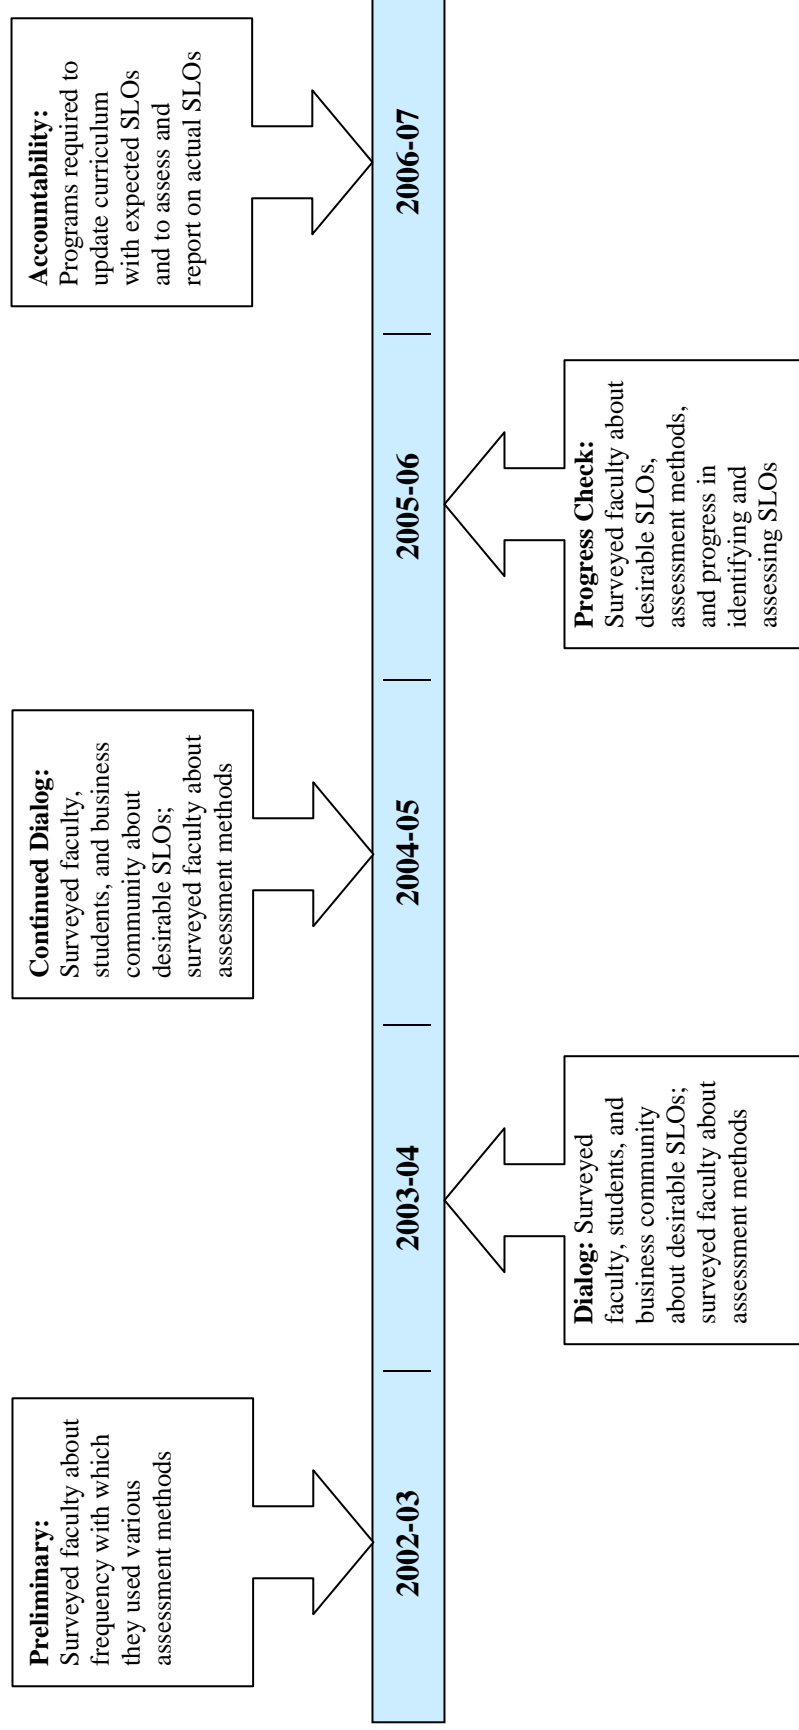 Preliminary:
Surveyed faculty about
frequency with which
they used various
assessment methods
Continued Dialog:
Surveyed faculty,
students, and business
community about
desirable SLOs;
surveyed faculty about
assessment methods
Accountability:
Programs required to
update curriculum
with expected SLOs
and to assess and
report on actual SLOs
2002-03
2003-04
2004-05
2005-06
2006-07
Dialog: Surveyed
faculty, students, and
business community
about desirable SLOs;
surveyed faculty about
assessment methods
Progress Check:
Surveyed faculty about
desirable SLOs,
assessment methods,
and progress in
identifying and
assessing SLOs